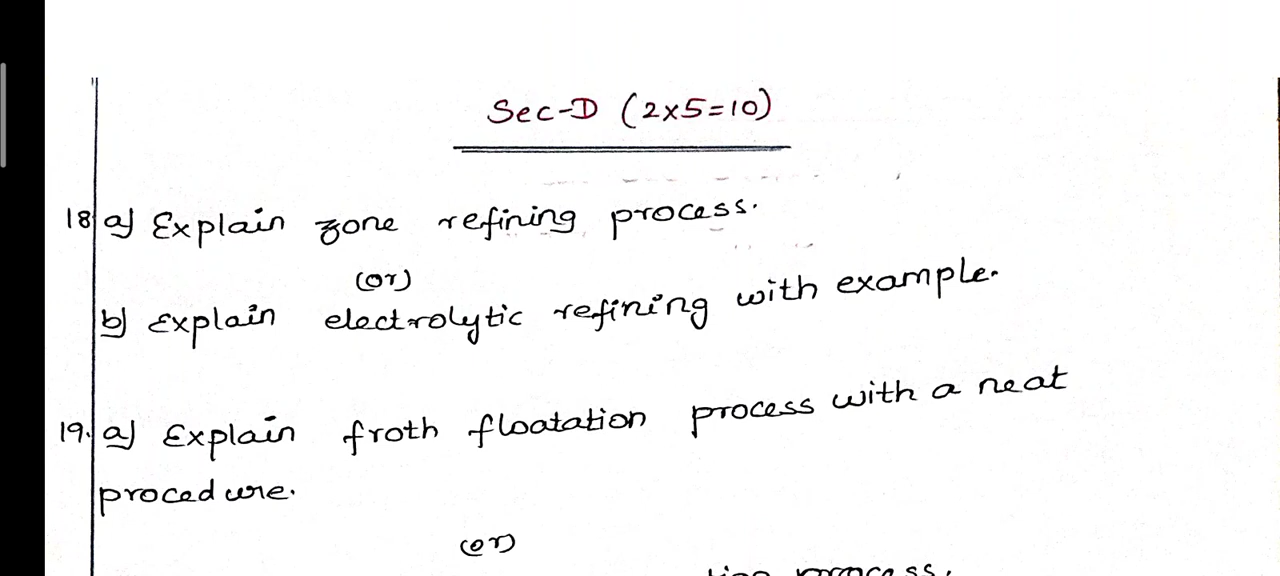 Sec-D (2x5=10)
18 a) Explain zone refining process.
(or)
b) Explain electrolytic refining with example.
19. a) Explain froth floatation process with a neat
procedure.
(or)
process.